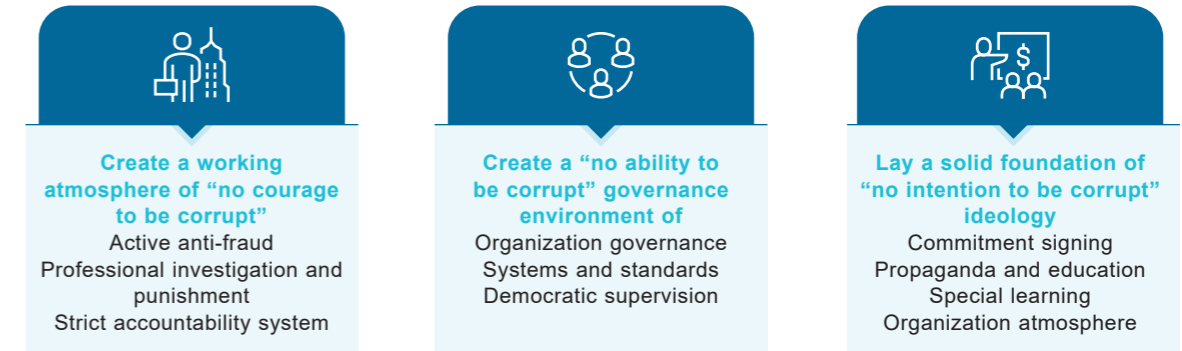 $
Create a working
atmosphere of “no courage
to be corrupt”
Active anti-fraud
Professional investigation and
punishment
Strict accountability system
Create a “no ability to
be corrupt” governance
environment of
Organization governance
Systems and standards
Democratic supervision
Lay a solid foundation of
“no intention to be corrupt”
ideology
Commitment signing
Propaganda and education
Special learning
Organization atmosphere